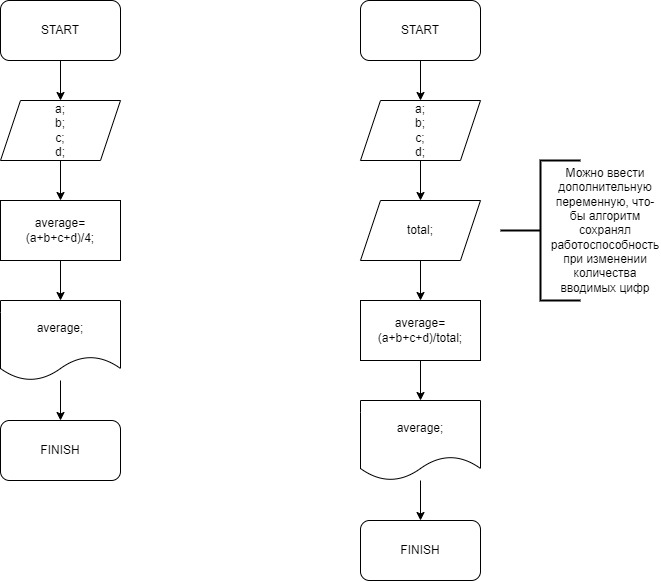 START
a;
b;
c;
d;
average=
(a+b+c+d)/4;
average;
FINISH
START
a;
b;
c;
d;
total;
average=
(a+b+c+d)/total;
average;
FINISH
Можно ввести
дополнительную
переменную, что-
бы алгоритм
сохранял
работоспособность
при изменении
количества
вводимых цифр